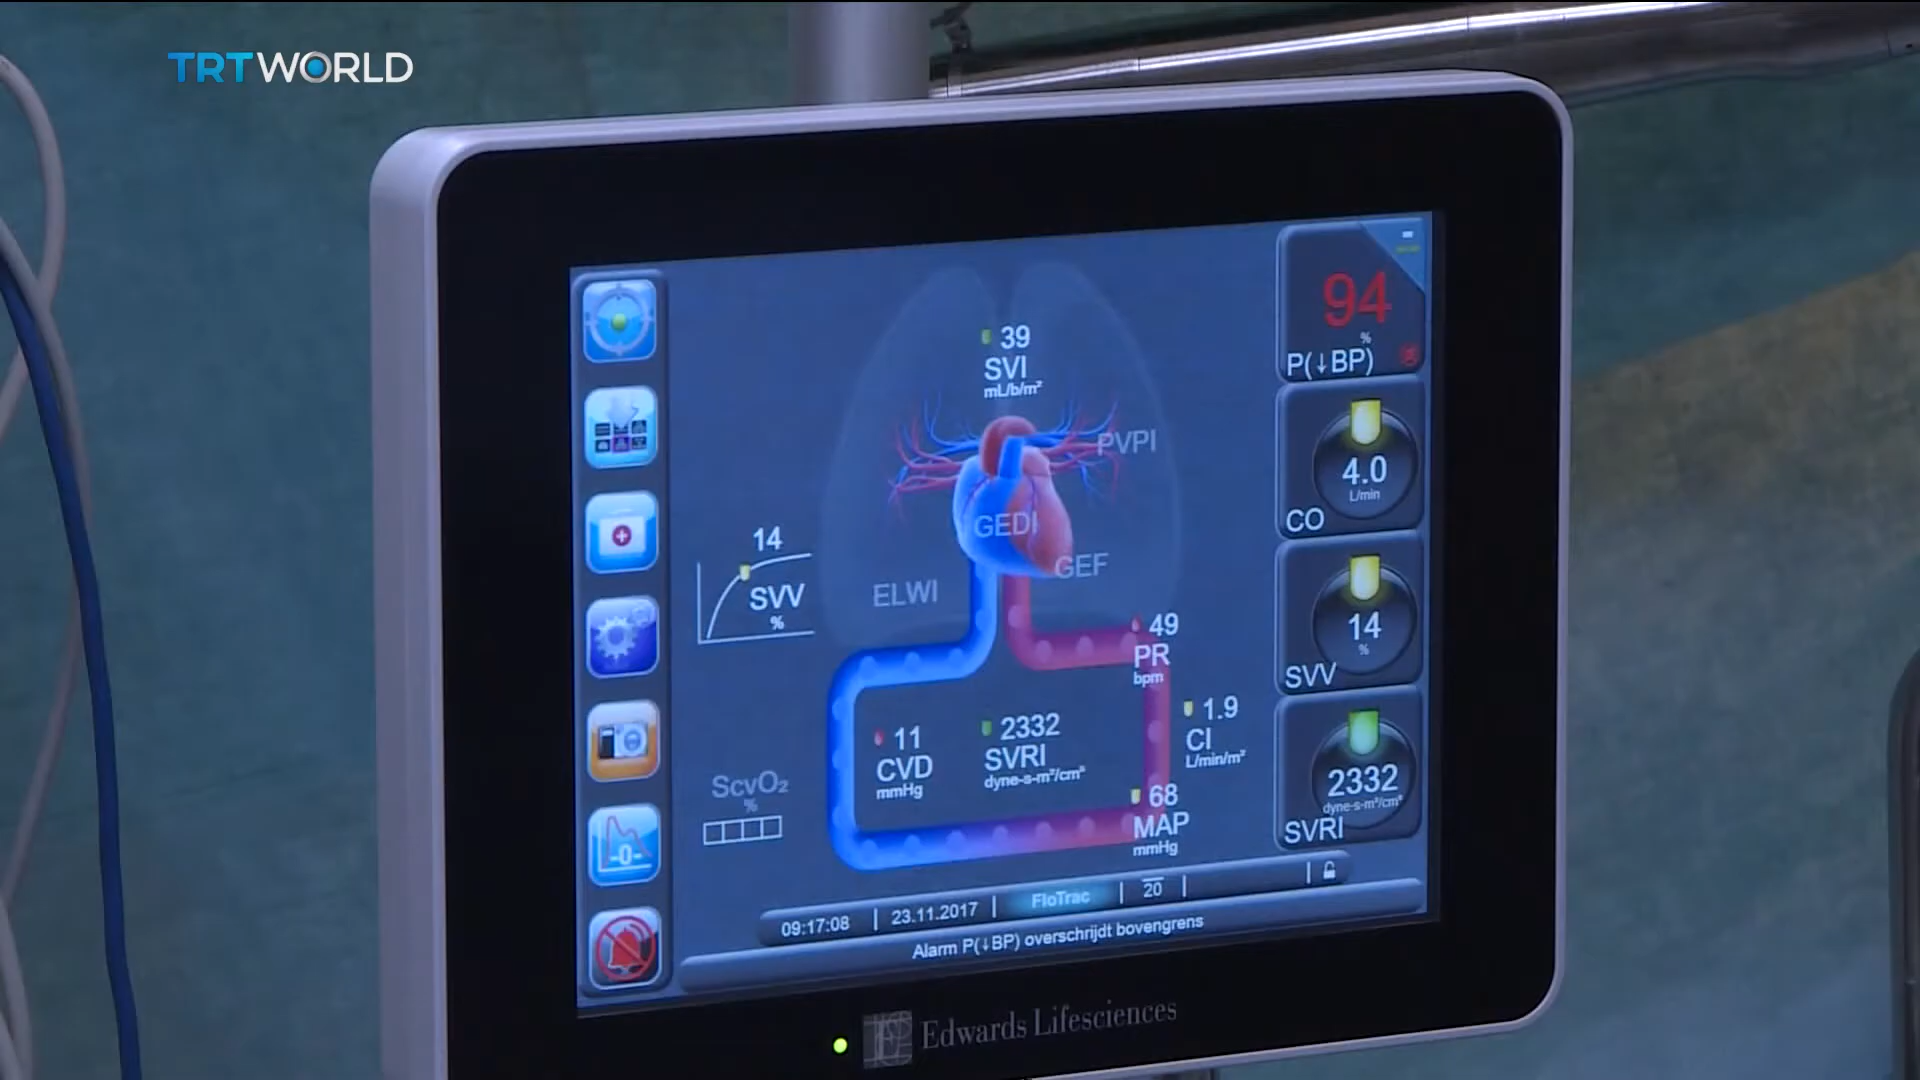 TRT WORLD
39
SVI
mL/b/m²
PVPI
GEDI
GEF
ELWI
14
SVV
%
49
PR
bpm
1.9
CI
L/min/m²
11
CVD
mmHg
2332
SVRI
dyne-s-m²/cm⁵
68
MAP
mmHg
ScvO₂
%
94
%
P(↓BP)
4.0
L/min
CO
14
%
SVV
2332
dyne-s-m²/cm⁵
SVRI
-0-
09:17:08 | 23.11.2017 | FloTrac | 20 |
Alarm P(↓BP) overschrijdt bovengrens
Edwards Lifesciences